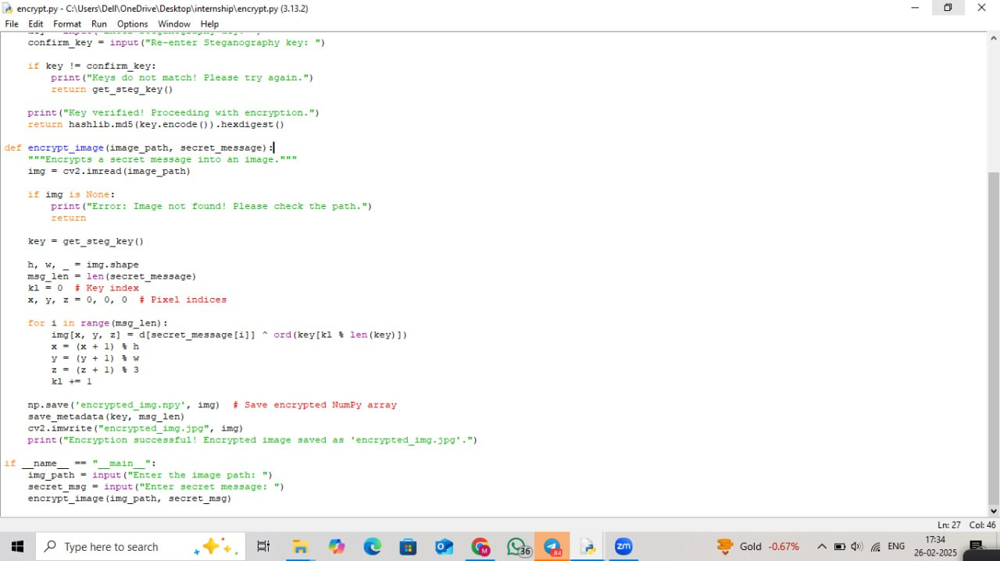 encrypt.py - C:\Users\Dell\OneDrive\Desktop\internship\encrypt.py (3.13.2)
File Edit Format Run Options Window Help
    confirm_key = input("Re-enter Steganography key: ")

    if key != confirm_key:
        print("Keys do not match! Please try again.")
        return get_steg_key()

    print("Key verified! Proceeding with encryption.")
    return hashlib.md5(key.encode()).hexdigest()

def encrypt_image(image_path, secret_message):
    """Encrypts a secret message into an image."""
    img = cv2.imread(image_path)

    if img is None:
        print("Error: Image not found! Please check the path.")
        return

    key = get_steg_key()

    h, w, _ = img.shape
    msg_len = len(secret_message)
    kl = 0  # Key index
    x, y, z = 0, 0, 0  # Pixel indices

    for i in range(msg_len):
        img[x, y, z] = d[secret_message[i]] ^ ord(key[kl % len(key)])
        x = (x + 1) % h
        y = (y + 1) % w
        z = (z + 1) % 3
        kl += 1

    np.save('encrypted_img.npy', img)  # Save encrypted NumPy array
    save_metadata(key, msg_len)
    cv2.imwrite("encrypted_img.jpg", img)
    print("Encryption successful! Encrypted image saved as 'encrypted_img.jpg'.")

if __name__ == "__main__":
    img_path = input("Enter the image path: ")
    secret_msg = input("Enter secret message: ")
    encrypt_image(img_path, secret_msg)
Ln: 27 Col: 46
Type here to search
M
36
84
zm
Gold -0.67%
ENG
17:34
26-02-2025